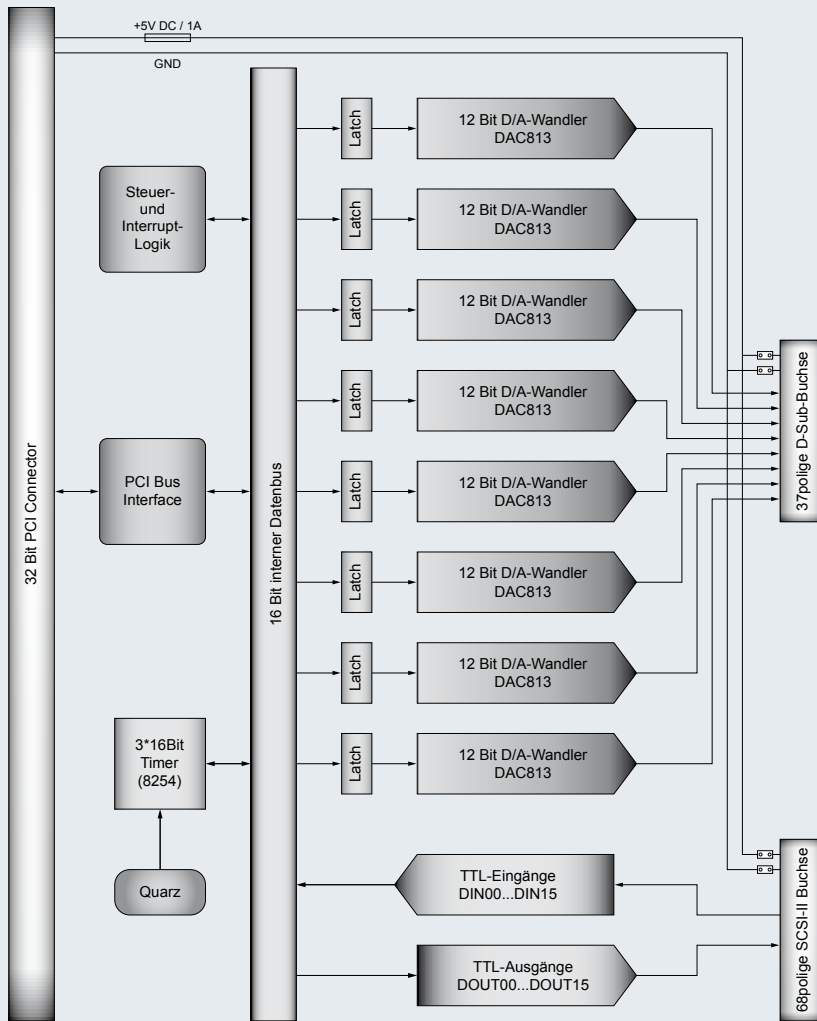 +5V DC / 1A
GND
32 Bit PCI Connector
Steuer-
und
Interrupt-
Logik
PCI Bus
Interface
3*16Bit
Timer
(8254)
Quarz
16 Bit interner Datenbus
Latch
12 Bit D/A-Wandler
DAC813
Latch
12 Bit D/A-Wandler
DAC813
Latch
12 Bit D/A-Wandler
DAC813
Latch
12 Bit D/A-Wandler
DAC813
Latch
12 Bit D/A-Wandler
DAC813
Latch
12 Bit D/A-Wandler
DAC813
Latch
12 Bit D/A-Wandler
DAC813
Latch
12 Bit D/A-Wandler
DAC813
TTL-Eingänge
DIN00...DIN15
TTL-Ausgänge
DOUT00...DOUT15
37polige D-Sub-Buchse
68polige SCSI-II Buchse